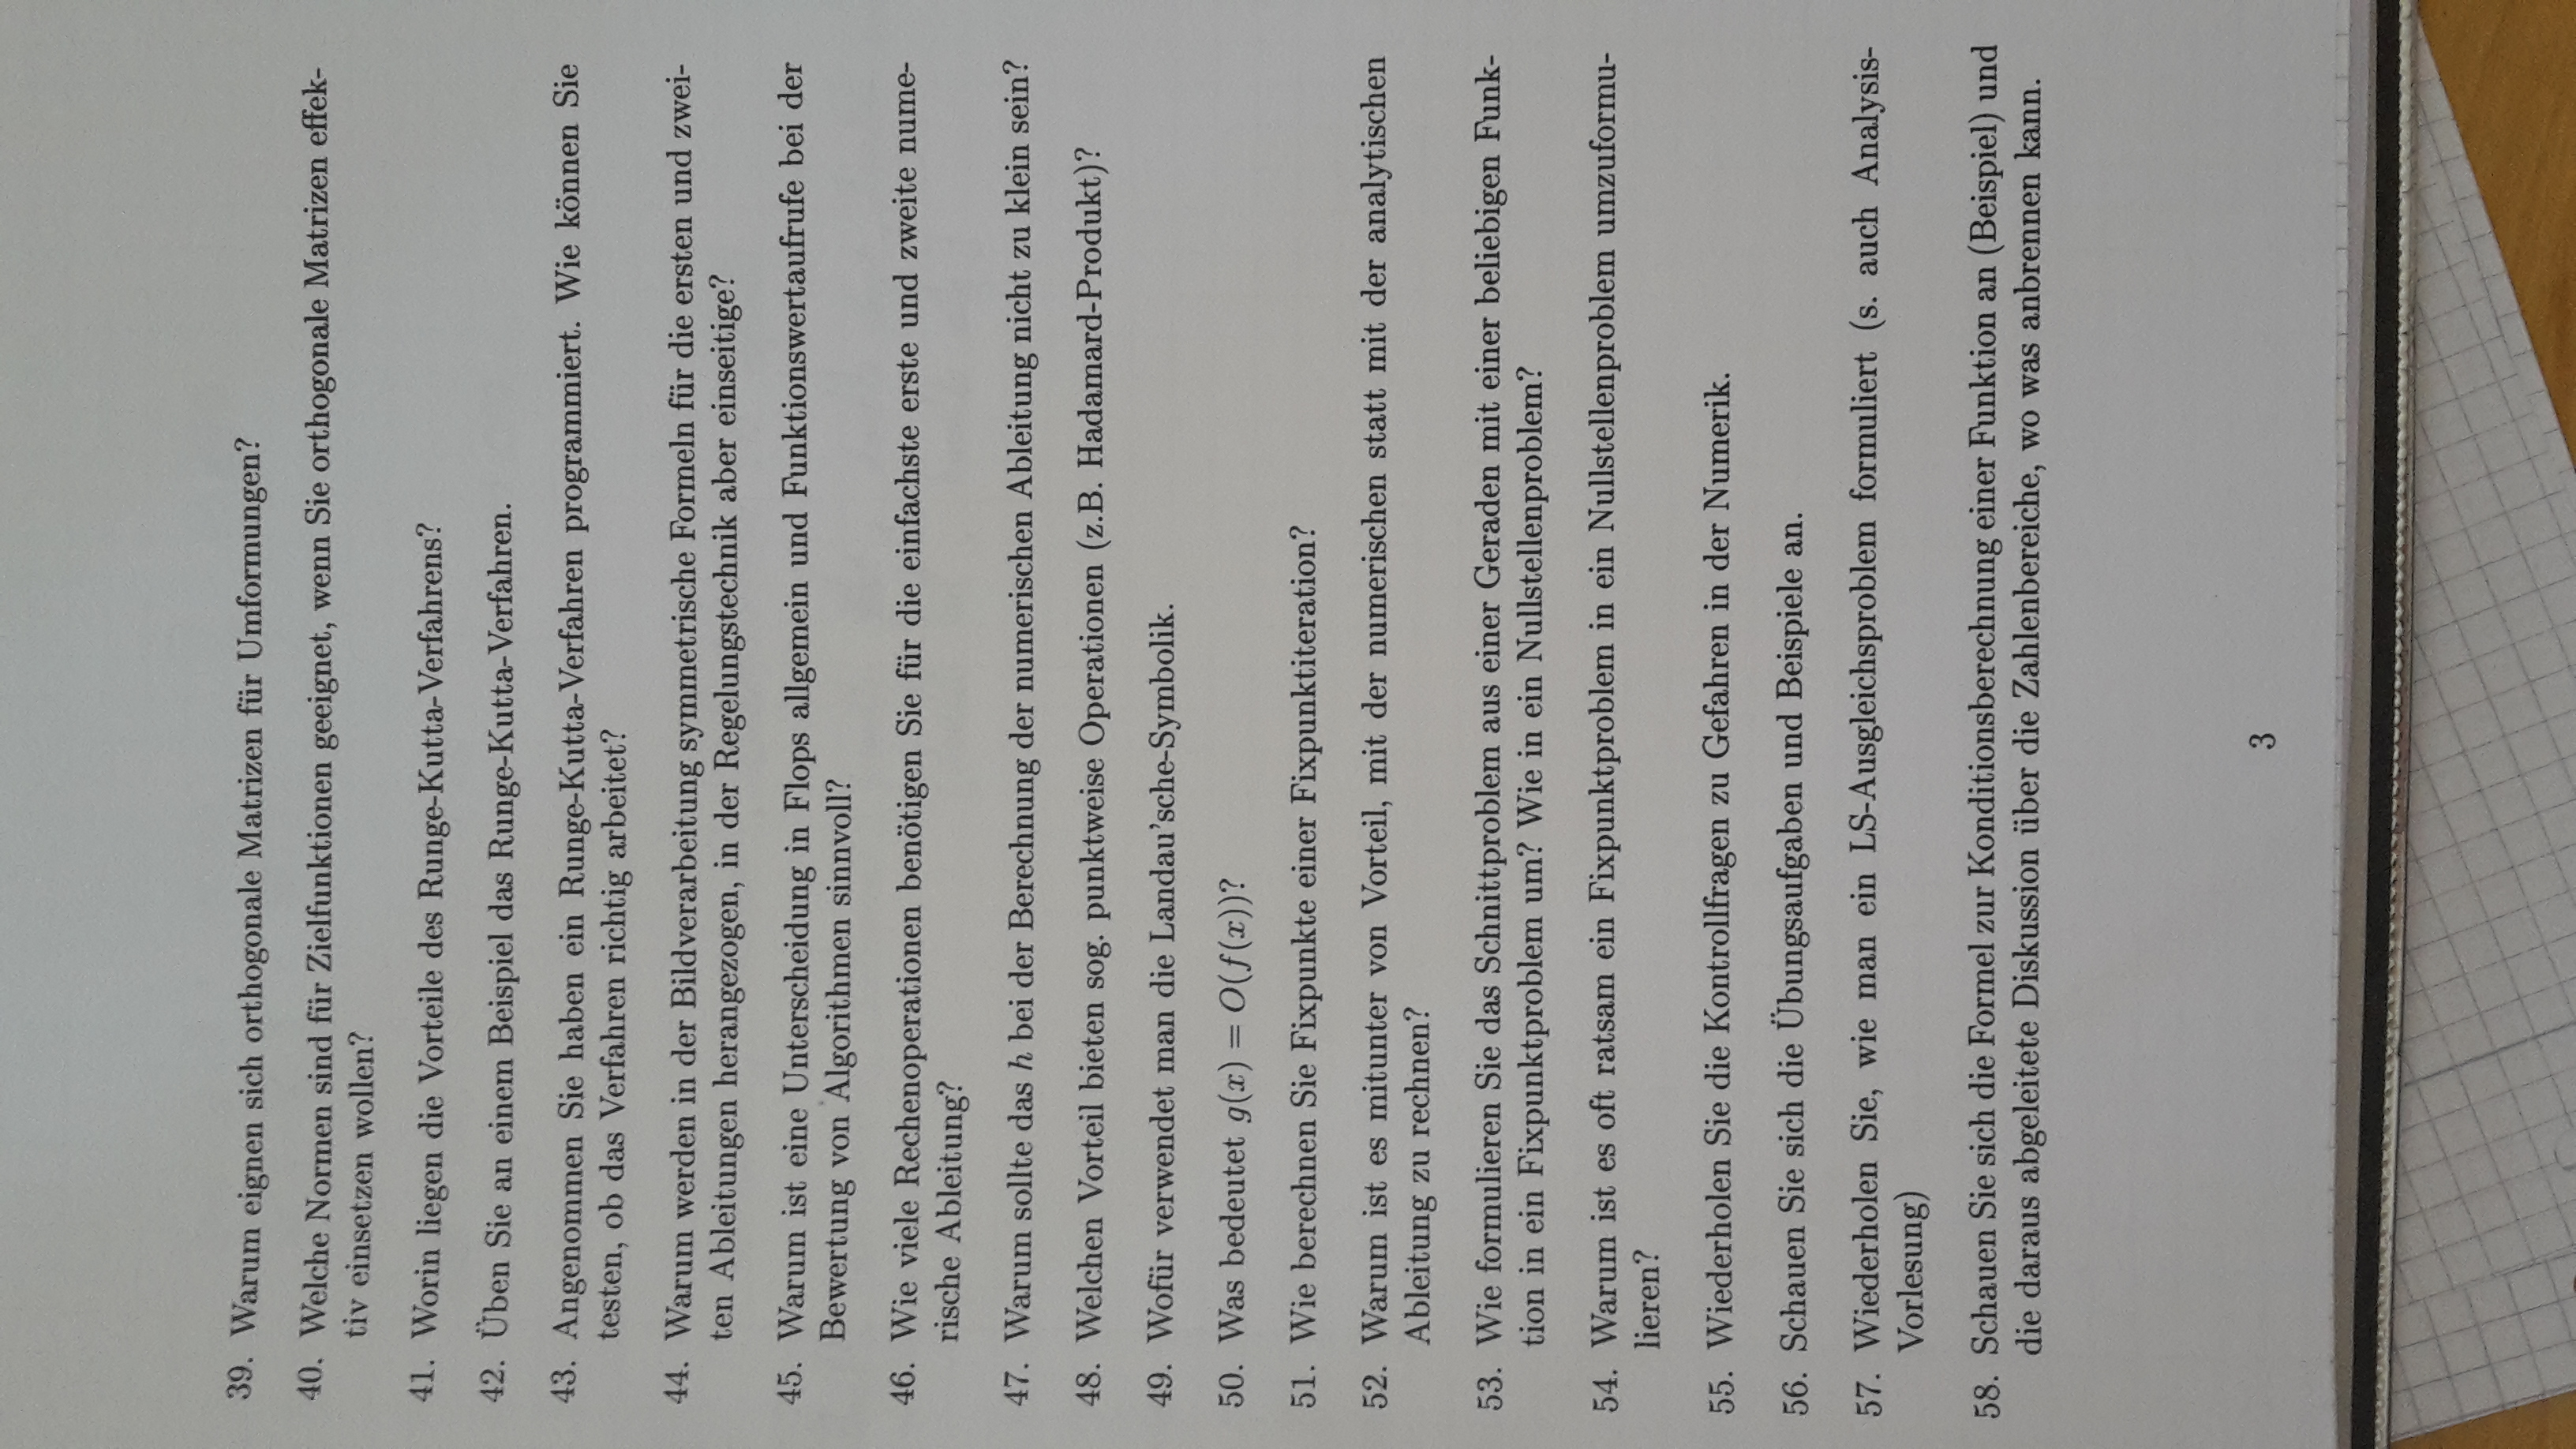 39. Warum eignen sich orthogonale Matrizen für Umformungen?
40. Welche Normen sind für Zielfunktionen geeignet, wenn Sie orthogonale Matrizen effek-
tiv einsetzen wollen?
41. Worin liegen die Vorteile des Runge-Kutta-Verfahrens?
42. Üben Sie an einem Beispiel das Runge-Kutta-Verfahren.
43. Angenommen Sie haben ein Runge-Kutta-Verfahren programmiert. Wie können Sie
testen, ob das Verfahren richtig arbeitet?
44. Warum werden in der Bildverarbeitung symmetrische Formeln für die ersten und zwei-
ten Ableitungen herangezogen, in der Regelungstechnik aber einseitige?
45. Warum ist eine Unterscheidung in Flops allgemein und Funktionswertaufrufe bei der
Bewertung von Algorithmen sinnvoll?
46. Wie viele Rechenoperationen benötigen Sie für die einfachste erste und zweite nume-
rische Ableitung?
47. Warum sollte das h bei der Berechnung der numerischen Ableitung nicht zu klein sein?
48. Welchen Vorteil bieten sog. punktweise Operationen (z.B. Hadamard-Produkt)?
49. Wofür verwendet man die Landau'sche-Symbolik.
50. Was bedeutet g(x) = O(f(x))?
51. Wie berechnen Sie Fixpunkte einer Fixpunktiteration?
52. Warum ist es mitunter von Vorteil, mit der numerischen statt mit der analytischen
Ableitung zu rechnen?
53. Wie formulieren Sie das Schnittproblem aus einer Geraden mit einer beliebigen Funk-
tion in ein Fixpunktproblem um? Wie in ein Nullstellenproblem?
54. Warum ist es oft ratsam ein Fixpunktproblem in ein Nullstellenproblem umzuformu-
lieren?
55. Wiederholen Sie die Kontrollfragen zu Gefahren in der Numerik.
56. Schauen Sie sich die Übungsaufgaben und Beispiele an.
57. Wiederholen Sie, wie man ein LS-Ausgleichsproblem formuliert (s. auch Analysis-
Vorlesung)
58. Schauen Sie sich die Formel zur Konditionsberechnung einer Funktion an (Beispiel) und
die daraus abgeleitete Diskussion über die Zahlenbereiche, wo was anbrennen kann.
3